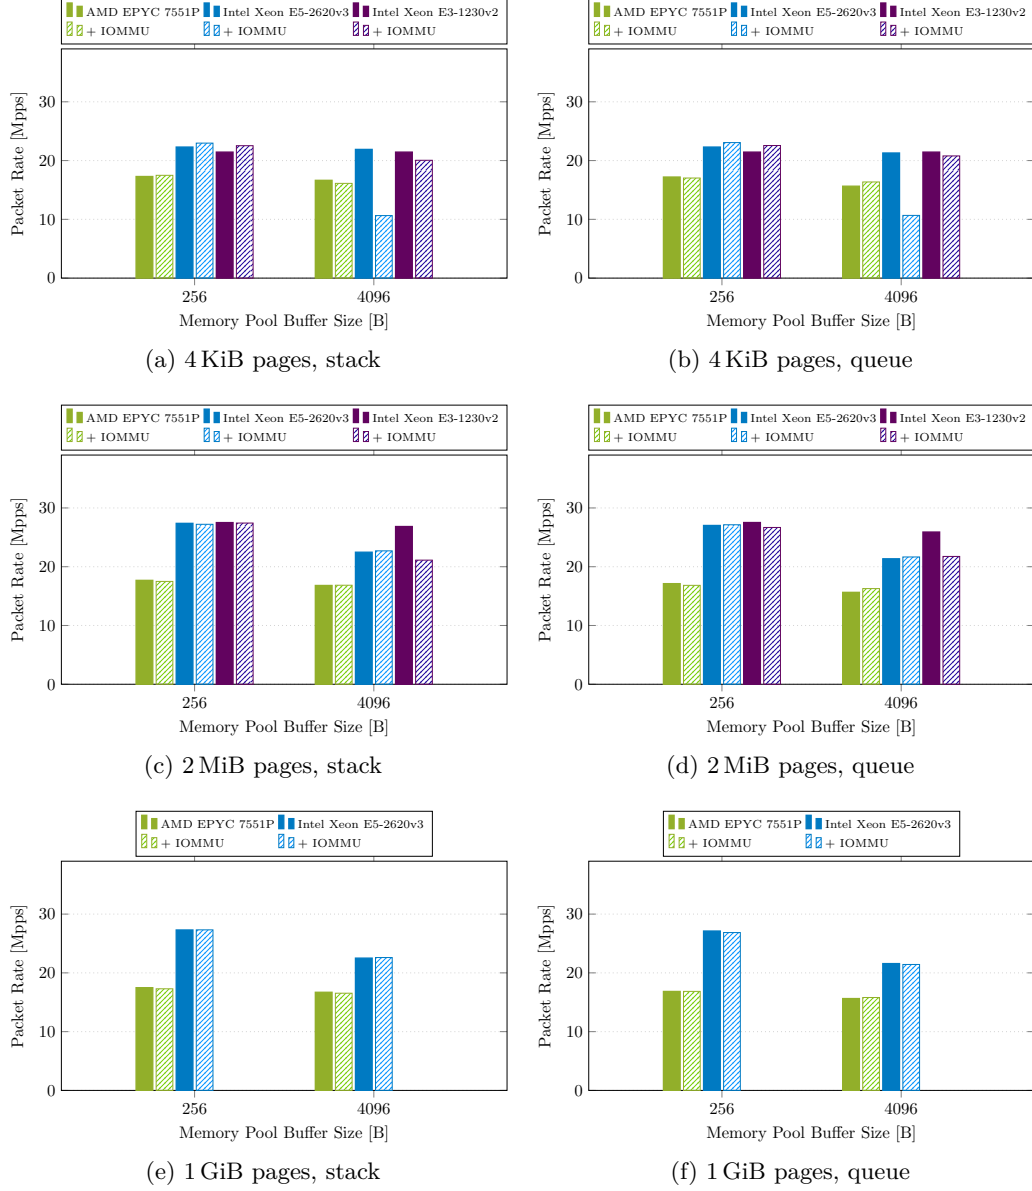 AMD EPYC 7551P Intel Xeon E5-2620v3 Intel Xeon E3-1230v2
+ IOMMU + IOMMU + IOMMU
30
20
10
0
Packet Rate [Mpps]
256 4096
Memory Pool Buffer Size [B]
(a) 4 KiB pages, stack
AMD EPYC 7551P Intel Xeon E5-2620v3 Intel Xeon E3-1230v2
+ IOMMU + IOMMU + IOMMU
30
20
10
0
Packet Rate [Mpps]
256 4096
Memory Pool Buffer Size [B]
(b) 4 KiB pages, queue
AMD EPYC 7551P Intel Xeon E5-2620v3 Intel Xeon E3-1230v2
+ IOMMU + IOMMU + IOMMU
30
20
10
0
Packet Rate [Mpps]
256 4096
Memory Pool Buffer Size [B]
(c) 2 MiB pages, stack
AMD EPYC 7551P Intel Xeon E5-2620v3 Intel Xeon E3-1230v2
+ IOMMU + IOMMU + IOMMU
30
20
10
0
Packet Rate [Mpps]
256 4096
Memory Pool Buffer Size [B]
(d) 2 MiB pages, queue
AMD EPYC 7551P Intel Xeon E5-2620v3
+ IOMMU + IOMMU
30
20
10
0
Packet Rate [Mpps]
256 4096
Memory Pool Buffer Size [B]
(e) 1 GiB pages, stack
AMD EPYC 7551P Intel Xeon E5-2620v3
+ IOMMU + IOMMU
30
20
10
0
Packet Rate [Mpps]
256 4096
Memory Pool Buffer Size [B]
(f) 1 GiB pages, queue